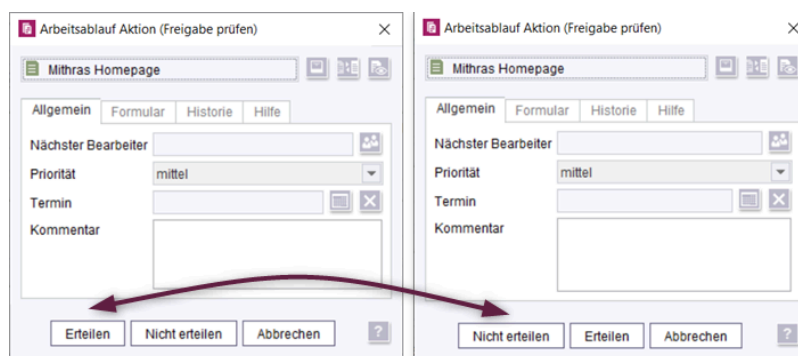 Arbeitsablauf Aktion (Freigabe prüfen)
Mithras Homepage
Allgemein Formular Historie Hilfe
Nächster Bearbeiter
Priorität mittel
Termin
Kommentar
Erteilen Nicht erteilen Abbrechen ?
Arbeitsablauf Aktion (Freigabe prüfen)
Mithras Homepage
Allgemein Formular Historie Hilfe
Nächster Bearbeiter
Priorität mittel
Termin
Kommentar
Nicht erteilen Erteilen Abbrechen ?